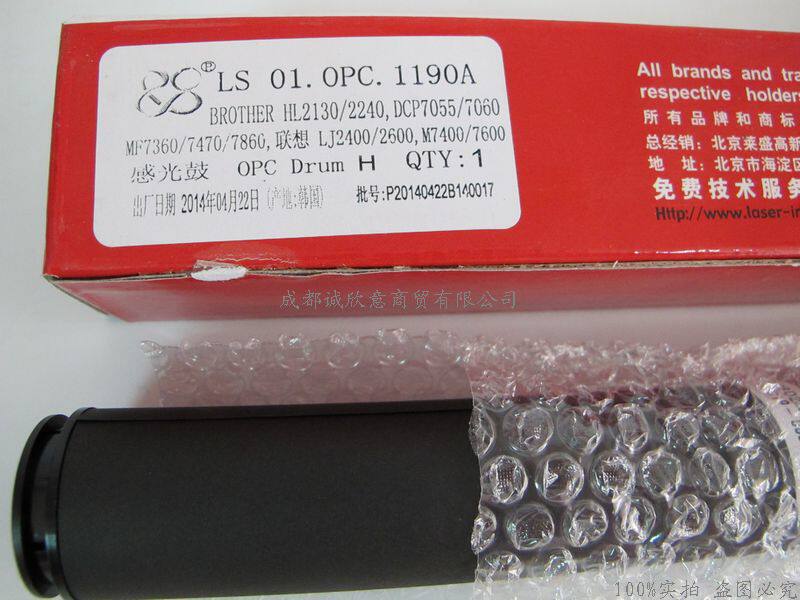 LS 01.OPC.1190A
BROTHER HL2130/2240,DCP7055/7060
MF7360/7470/7860,联想 LJ2400/2600,M7400/7600
感光鼓 OPC Drum H QTY:1
出厂日期 2014年04月22日 (产地:韩国) 批号:P20140422B140017
All brands and tra
respective holders
所有品牌和商标
总经销:北京莱盛高新
地 址:北京市海淀区
免费技术服务
Http://www.laser-in
成都诚欣意商贸有限公司
100%实拍 盗图必究